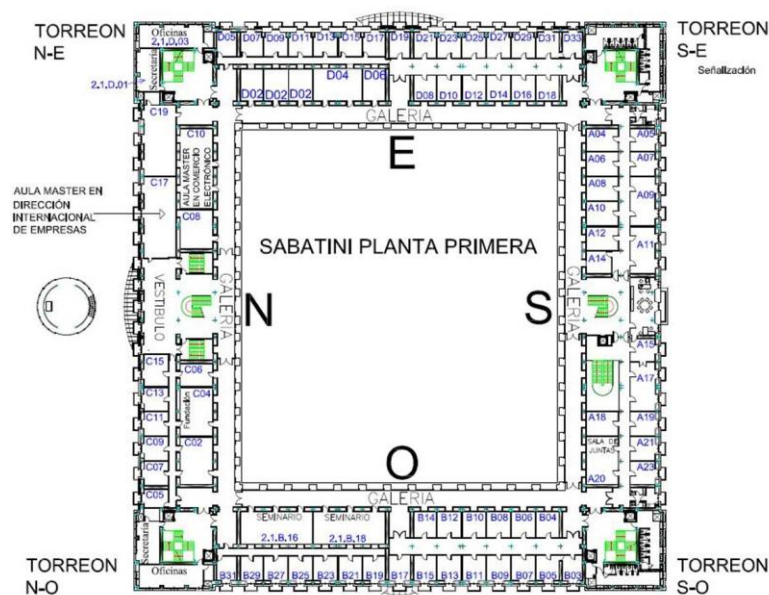 TORREON
N-E
Oficinas
2,1,D,03
Secretaria
2.1.D.01
D05 D07 D09 D11 D13 D15 D17 D19 D21 D23 D25 D27 D29 D31 D33
TORREON
S-E
Señallización
D02 D02 D02 D04 D06 D08 D10 D12 D14 D16 D18
GALERIA
E
C19
C10
AULA MASTER
EN COMERCIO
ELECTRÓNICO
C17
C08
AULA MASTER EN
DIRECCIÓN
INTERNACIONAL
DE EMPRESAS
A04 A05
A06 A07
A08 A09
A10
A12 A11
A14
SABATINI PLANTA PRIMERA
VESTIBULO
GALERIA
N
S
GALERIA
C15 C06
C13 C04
Fundación
C11
C09 C02
C07
C05
A15
A17
A18 A19
SALA DE
JUNTAS
A21
A20 A23
O
GALERIA
SEMINARIO
2.1.B.16
SEMINARIO
2.1.B.18
B14 B12 B10 B08 B06 B04
Secretaria
Oficinas
TORREON
N-O
B31 B29 B27 B25 B23 B21 B19 B17 B15 B13 B11 B09 B07 B05 B03
TORREON
S-O